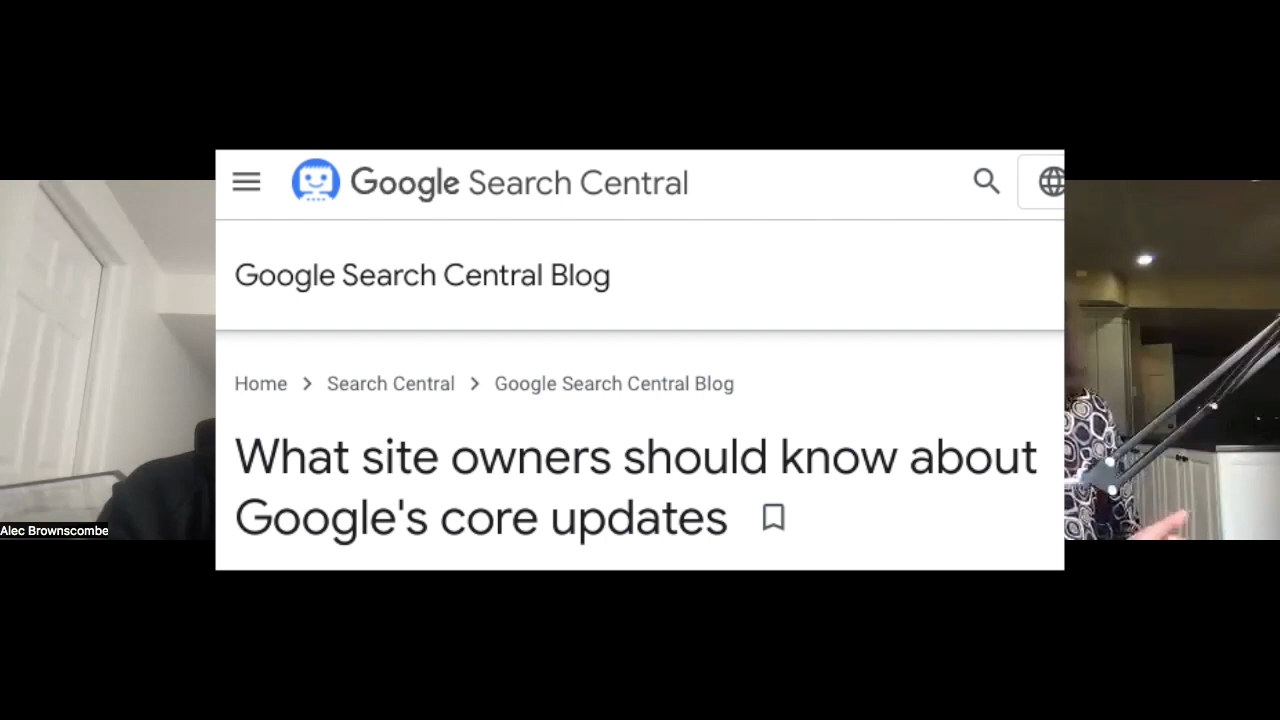 Google Search Central
Google Search Central Blog
Home > Search Central > Google Search Central Blog
What site owners should know about
Google's core updates
Alec Brownscombe